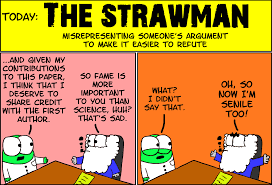 TODAY: THE STRAWMAN
MISREPRESENTING SOMEONE'S ARGUMENT
TO MAKE IT EASIER TO REFUTE
...AND GIVEN MY
CONTRIBUTIONS
TO THIS PAPER,
I THINK THAT I
DESERVE TO
SHARE CREDIT
WITH THE FIRST
AUTHOR.
SO FAME IS
MORE
IMPORTANT TO
YOU THAN
SCIENCE, HUH?
THAT'S SAD.
WHAT?
I DIDN'T
SAY THAT.
OH, SO
NOW I'M
SENILE
TOO!